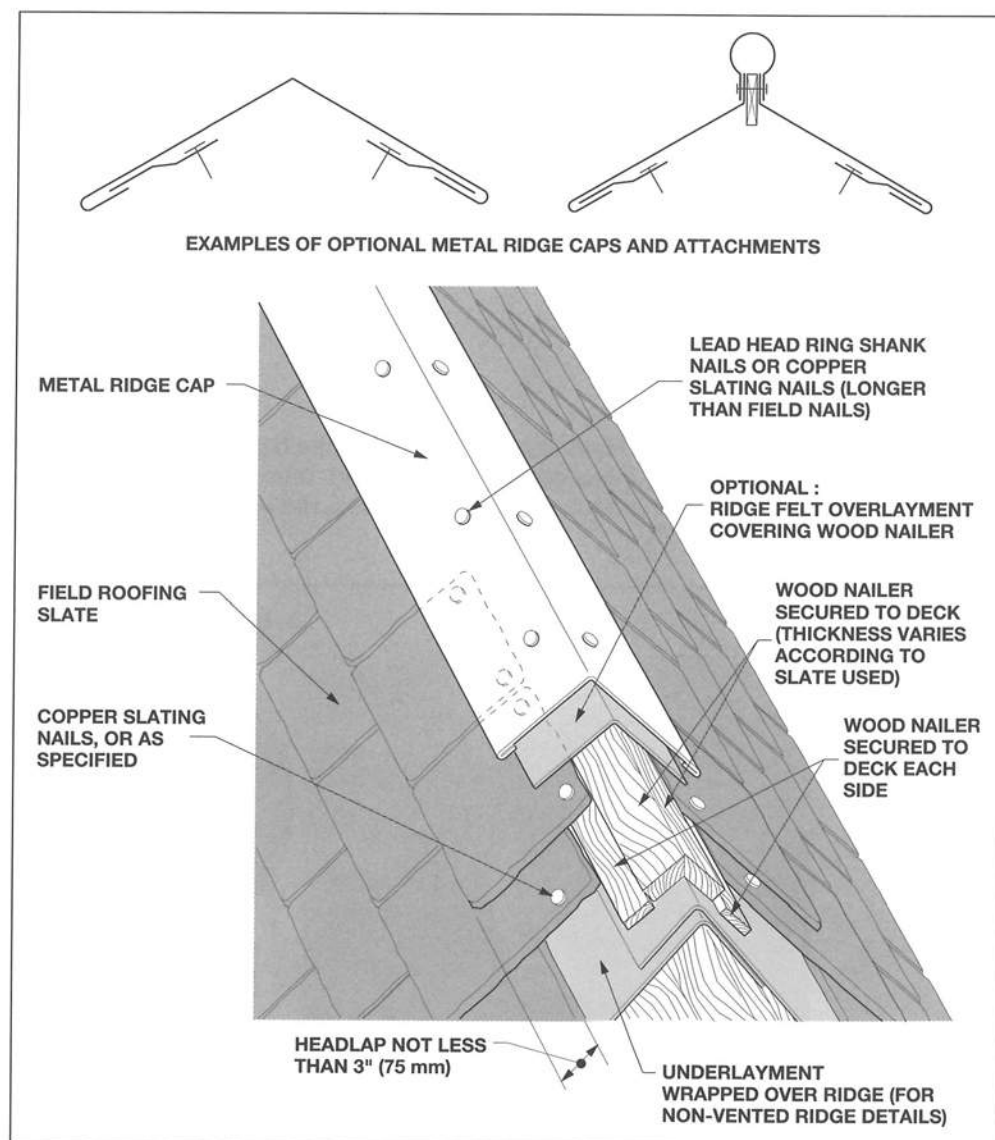 EXAMPLES OF OPTIONAL METAL RIDGE CAPS AND ATTACHMENTS
METAL RIDGE CAP
LEAD HEAD RING SHANK
NAILS OR COPPER
SLATING NAILS (LONGER
THAN FIELD NAILS)
OPTIONAL :
RIDGE FELT OVERLAYMENT
COVERING WOOD NAILER
FIELD ROOFING
SLATE
WOOD NAILER
SECURED TO DECK
(THICKNESS VARIES
ACCORDING TO
SLATE USED)
COPPER SLATING
NAILS, OR AS
SPECIFIED
WOOD NAILER
SECURED TO
DECK EACH
SIDE
HEADLAP NOT LESS
THAN 3" (75 mm)
UNDERLAYMENT
WRAPPED OVER RIDGE (FOR
NON-VENTED RIDGE DETAILS)